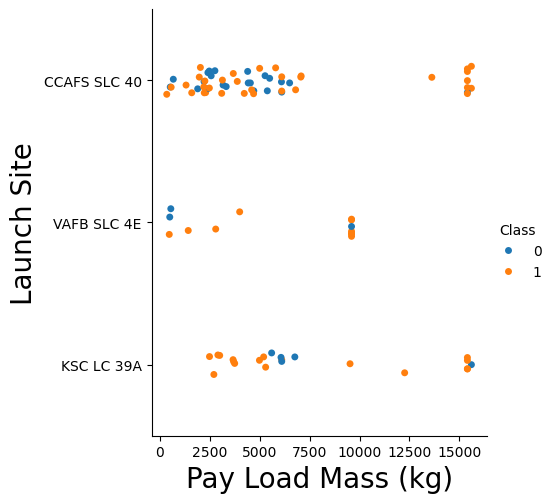 CCAFS SLC 40
VAFB SLC 4E
KSC LC 39A
Launch Site
0 2500 5000 7500 10000 12500 15000
Pay Load Mass (kg)
Class
0
1